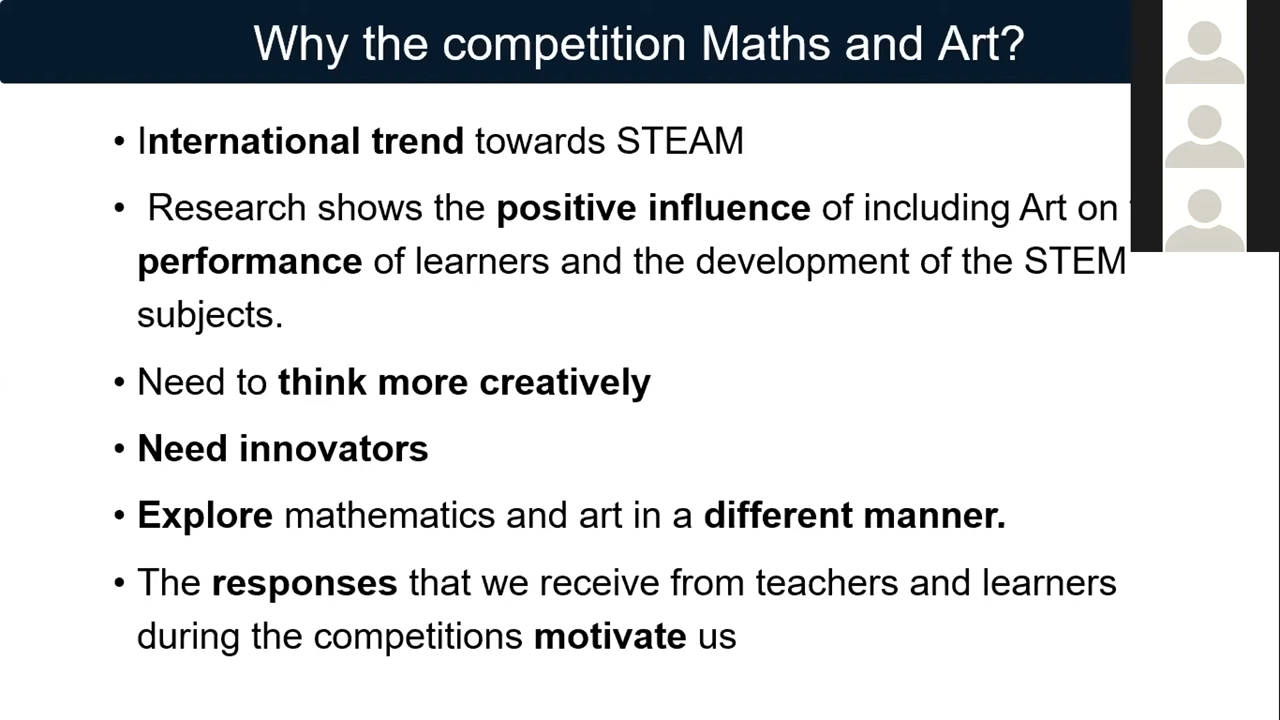 Why the competition Maths and Art?
• International trend towards STEAM
• Research shows the positive influence of including Art on
performance of learners and the development of the STEM
subjects.
• Need to think more creatively
• Need innovators
• Explore mathematics and art in a different manner.
• The responses that we receive from teachers and learners
during the competitions motivate us